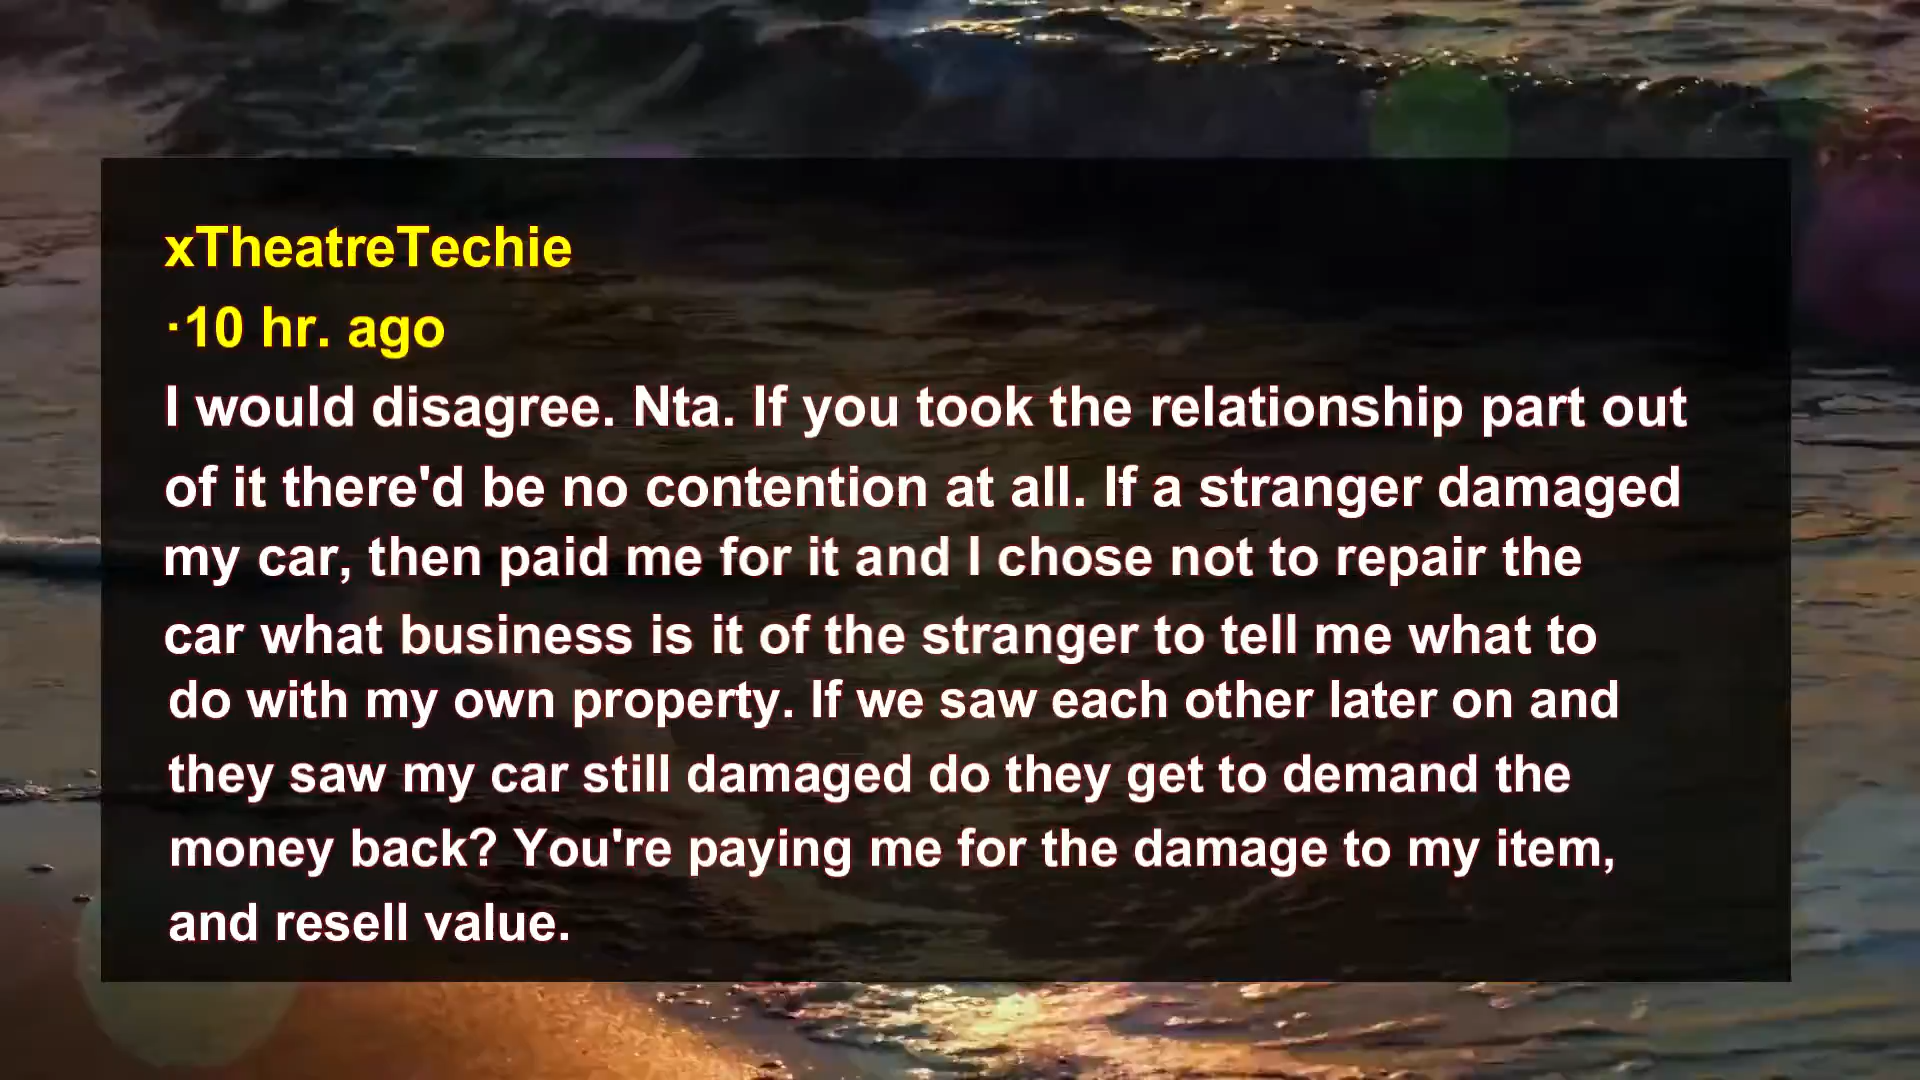 xTheatreTechie
·10 hr. ago
I would disagree. Nta. If you took the relationship part out
of it there'd be no contention at all. If a stranger damaged
my car, then paid me for it and I chose not to repair the
car what business is it of the stranger to tell me what to
do with my own property. If we saw each other later on and
they saw my car still damaged do they get to demand the
money back? You're paying me for the damage to my item,
and resell value.